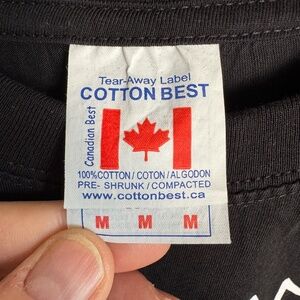 Tear-Away Label
COTTON BEST
Canadian Best
100%COTTON / COTON / ALGODON
PRE- SHRUNK / COMPACTED
www.cottonbest.ca
M M M